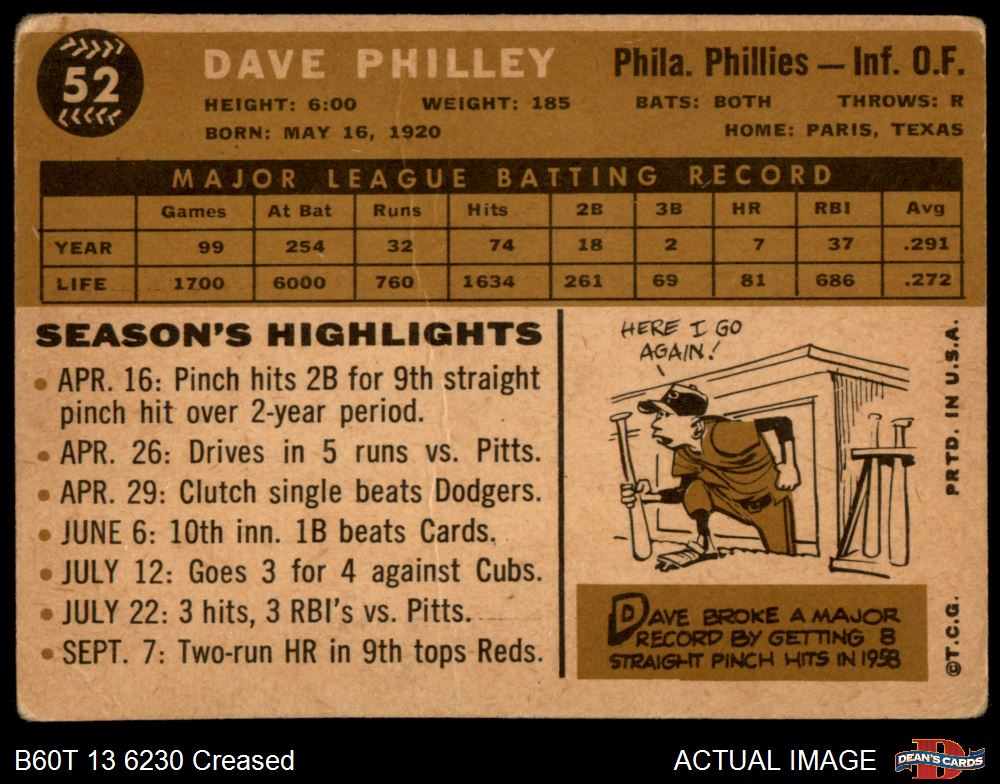 52
DAVE PHILLEY
Phila. Phillies — Inf. O.F.
HEIGHT: 6:00 WEIGHT: 185 BATS: BOTH THROWS: R
BORN: MAY 16, 1920 HOME: PARIS, TEXAS
MAJOR LEAGUE BATTING RECORD
Games At Bat Runs Hits 2B 3B HR RBI Avg
YEAR 99 254 32 74 18 2 7 37 .291
LIFE 1700 6000 760 1634 261 69 81 686 .272
SEASON'S HIGHLIGHTS
• APR. 16: Pinch hits 2B for 9th straight
pinch hit over 2-year period.
• APR. 26: Drives in 5 runs vs. Pitts.
• APR. 29: Clutch single beats Dodgers.
• JUNE 6: 10th inn. 1B beats Cards.
• JULY 12: Goes 3 for 4 against Cubs.
• JULY 22: 3 hits, 3 RBI's vs. Pitts.
• SEPT. 7: Two-run HR in 9th tops Reds.
HERE I GO
AGAIN!
DAVE BROKE A MAJOR
RECORD BY GETTING 8
STRAIGHT PINCH HITS IN 1958
©T.C.G. PRTD. IN U.S.A.
B60T 13 6230 Creased
ACTUAL IMAGE
DEAN'S CARDS